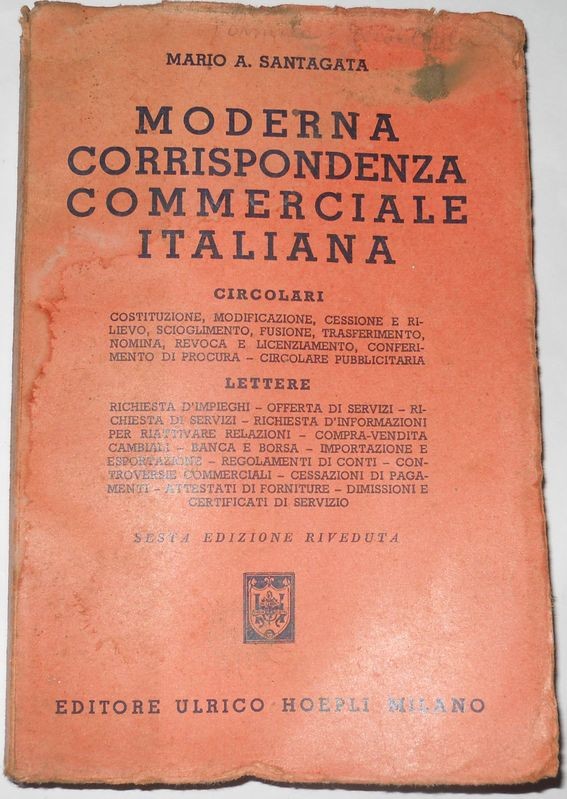 MARIO A. SANTAGATA
MODERNA
CORRISPONDENZA
COMMERCIALE
ITALIANA
CIRCOLARI
COSTITUZIONE, MODIFICAZIONE, CESSIONE E RI-
LIEVO, SCIOGLIMENTO, FUSIONE, TRASFERIMENTO,
NOMINA, REVOCA E LICENZIAMENTO, CONFERI-
MENTO DI PROCURA – CIRCOLARE PUBBLICITARIA
LETTERE
RICHIESTA D'IMPIEGHI – OFFERTA DI SERVIZI – RI-
CHIESTA DI SERVIZI – RICHIESTA D'INFORMAZIONI
PER RIATTIVARE RELAZIONI – COMPRA-VENDITA
CAMBIALI – BANCA E BORSA – IMPORTAZIONE E
ESPORTAZIONE – REGOLAMENTI DI CONTI – CON-
TROVERSIE COMMERCIALI – CESSAZIONI DI PAGA-
MENTI – ATTESTATI DI FORNITURE – DIMISSIONI E
CERTIFICATI DI SERVIZIO
SESTA EDIZIONE RIVEDUTA
EDITORE ULRICO HOEPLI MILANO